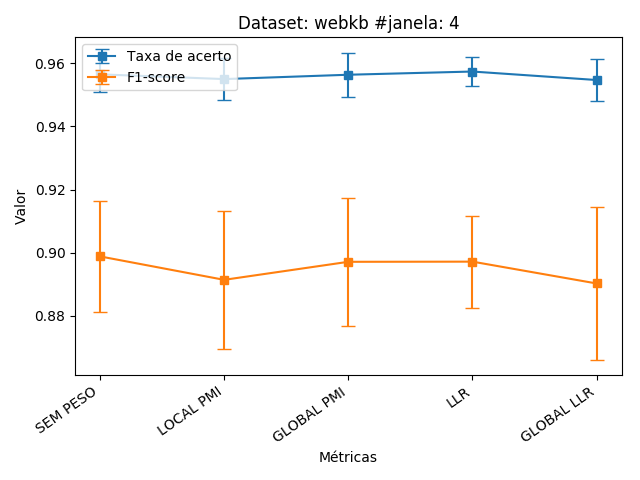 Dataset: webkb #janela: 4
Taxa de acerto
F1-score
Valor
0.96
0.94
0.92
0.90
0.88
SEM PESO
LOCAL PMI
GLOBAL PMI
LLR
GLOBAL LLR
Métricas